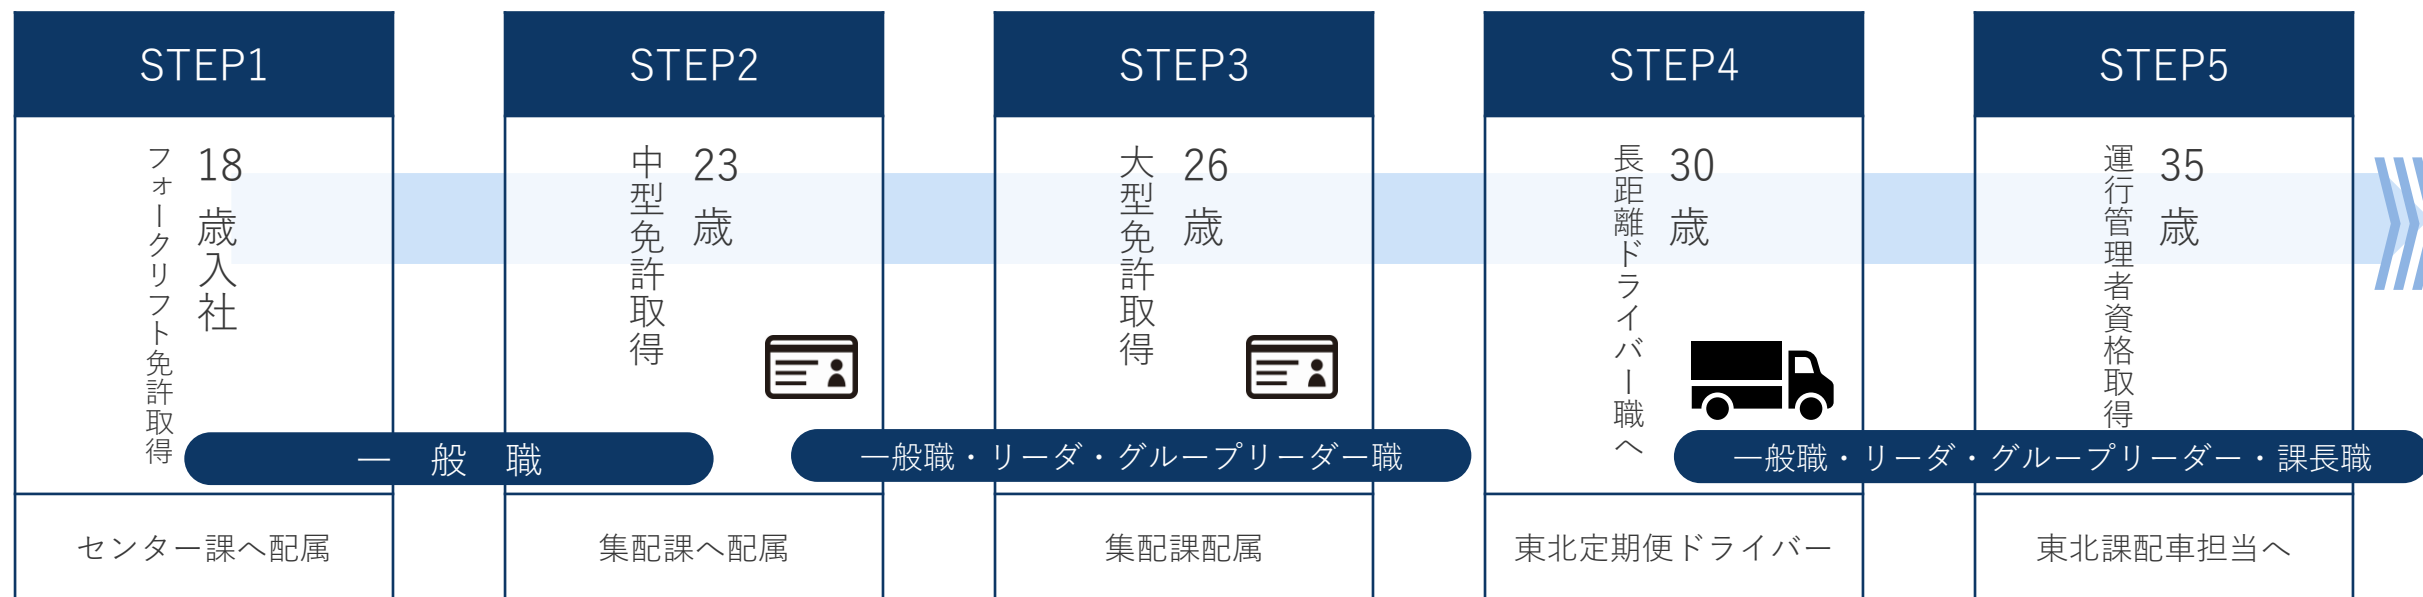 STEP1
18歳入社
フォークリフト免許取得
センター課へ配属
STEP2
23歳
中型免許取得
集配課へ配属
STEP3
26歳
大型免許取得
集配課配属
STEP4
30歳
長距離ドライバー職へ
東北定期便ドライバー
STEP5
35歳
運行管理者資格取得
東北課配車担当へ
一般職
一般職・リーダ・グループリーダー職
一般職・リーダ・グループリーダー・課長職